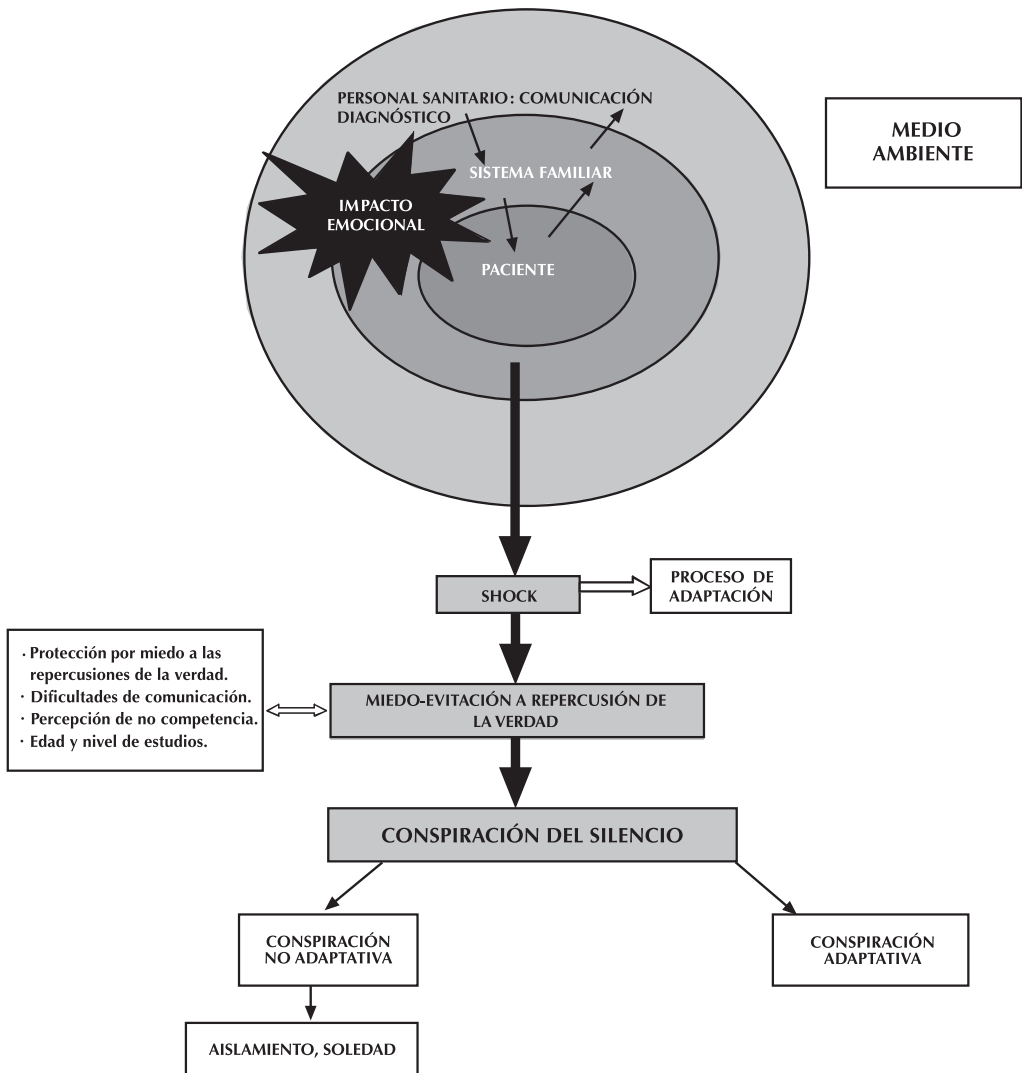 PERSONAL SANITARIO: COMUNICACIÓN
DIAGNÓSTICO
MEDIO
AMBIENTE
SISTEMA FAMILIAR
IMPACTO
EMOCIONAL
PACIENTE
SHOCK
PROCESO DE
ADAPTACIÓN
· Protección por miedo a las
repercusiones de la verdad.
· Dificultades de comunicación.
· Percepción de no competencia.
· Edad y nivel de estudios.
MIEDO-EVITACIÓN A REPERCUSIÓN DE
LA VERDAD
CONSPIRACIÓN DEL SILENCIO
CONSPIRACIÓN
NO ADAPTATIVA
CONSPIRACIÓN
ADAPTATIVA
AISLAMIENTO, SOLEDAD